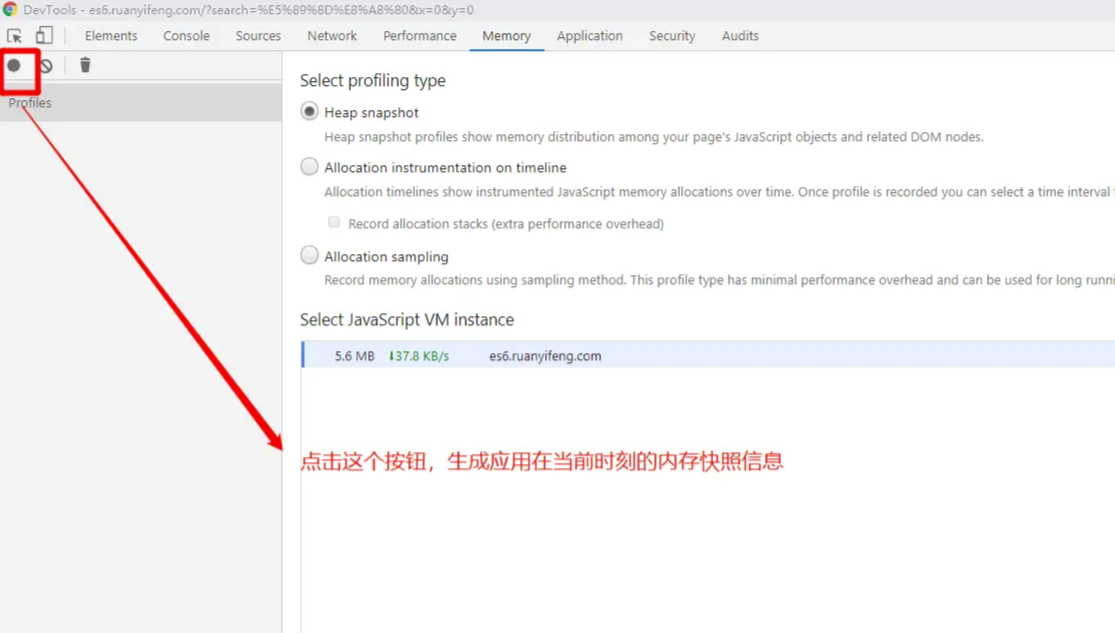 DevTools - es6.ruanyifeng.com/?search=%E5%89%8D%E8%A8%80&x=0&y=0
Elements Console Sources Network Performance Memory Application Security Audits
Profiles
Select profiling type
Heap snapshot
Heap snapshot profiles show memory distribution among your page's JavaScript objects and related DOM nodes.
Allocation instrumentation on timeline
Allocation timelines show instrumented JavaScript memory allocations over time. Once profile is recorded you can select a time interval
Record allocation stacks (extra performance overhead)
Allocation sampling
Record memory allocations using sampling method. This profile type has minimal performance overhead and can be used for long
Select JavaScript VM instance
5.6 MB ⬇37.8 KB/s es6.ruanyifeng.com
点击这个按钮，生成应用在当前时刻的内存快照信息